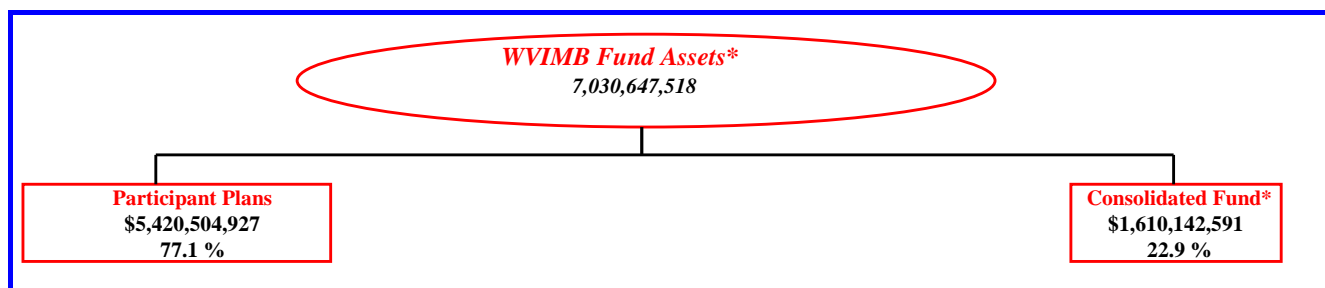 WVIMB Fund Assets*
7,030,647,518
Participant Plans
$5,420,504,927
77.1 %
Consolidated Fund*
$1,610,142,591
22.9 %